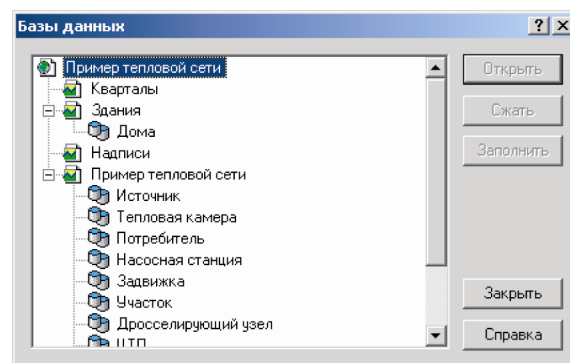 Базы данных
Пример тепловой сети
Кварталы
Здания
Дома
Надписи
Пример тепловой сети
Источник
Тепловая камера
Потребитель
Насосная станция
Задвижка
Участок
Дросселирующий узел
ЦТП
Открыть
Сжать
Заполнить
Закрыть
Справка